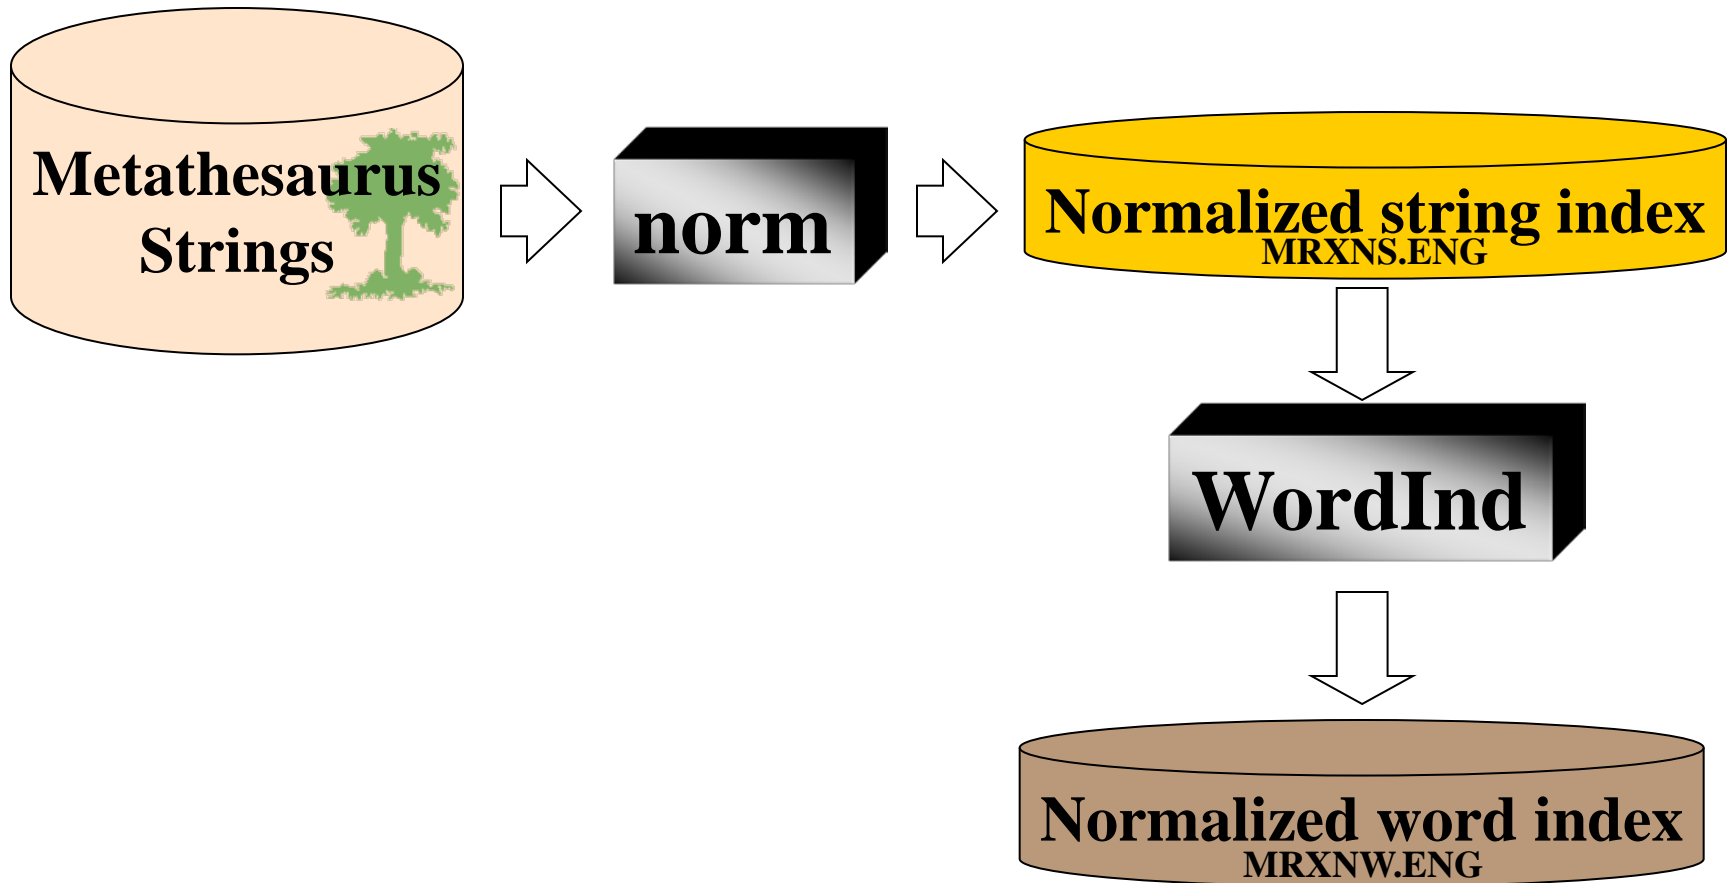 Metathesaurus
Strings
norm
Normalized string index
MRXNS.ENG
WordInd
Normalized word index
MRXNW.ENG